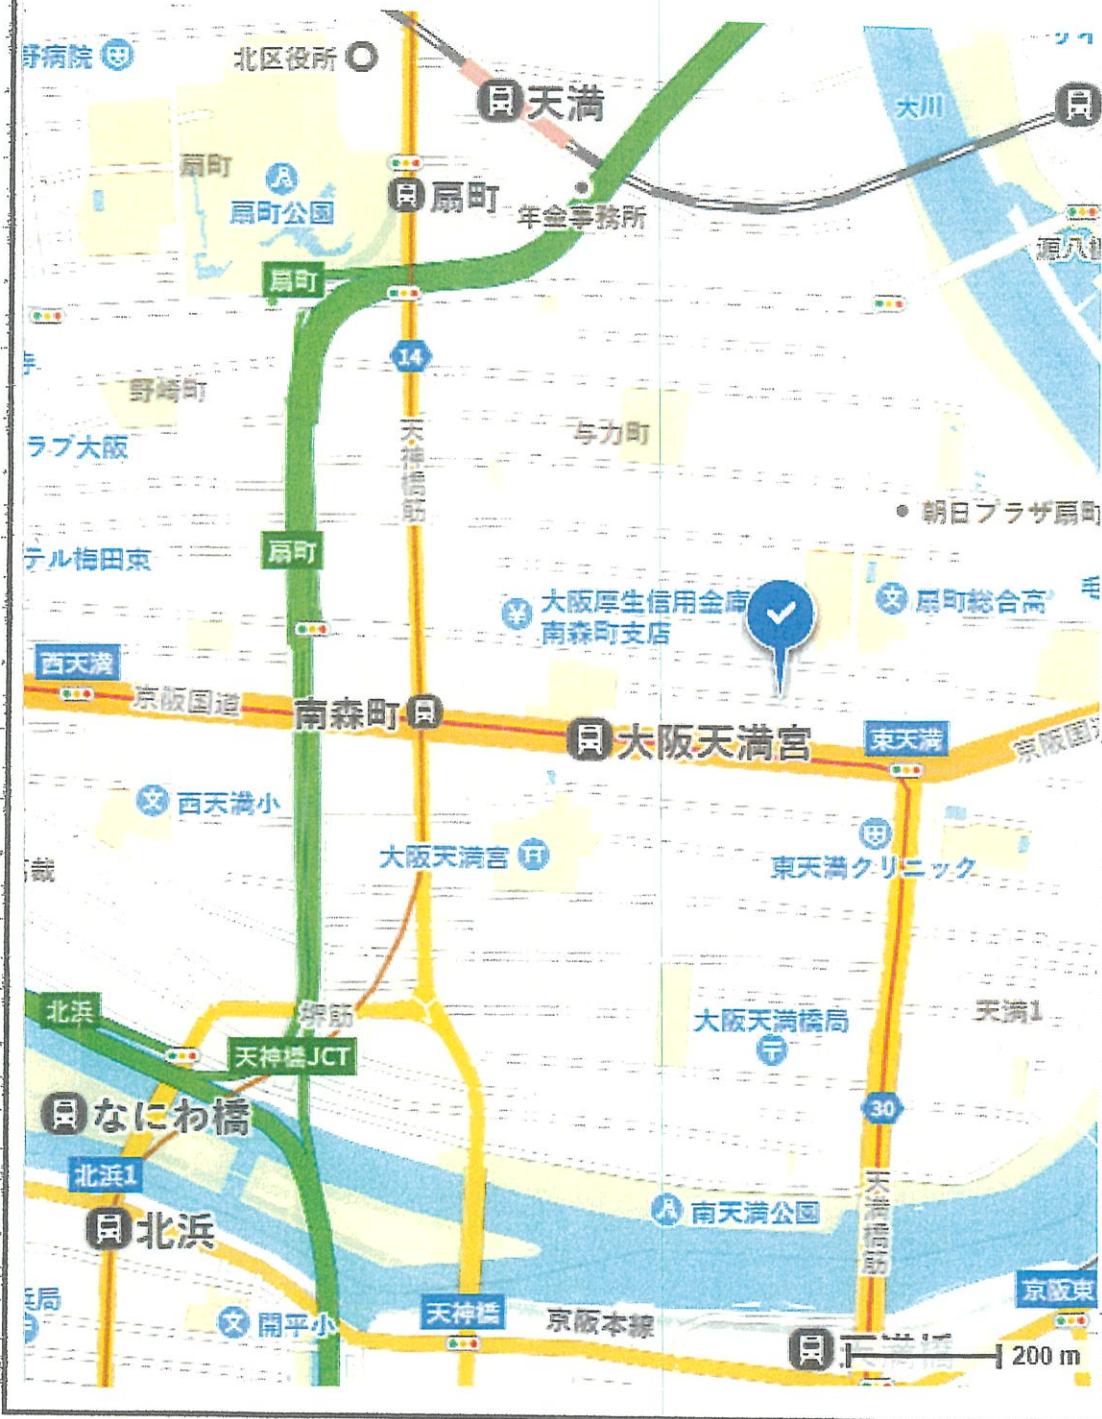 野病院
北区役所
天満
大川
扇町
扇町公園
扇町
年金事務所
扇町
14
野崎町
ラブ大阪
与力町
天神橋筋
朝日プラザ扇町
扇町
テル梅田東
大阪厚生信用金庫
南森町支店
扇町総合高
毛
西天満
京阪国道
南森町
大阪天満宮
東天満
京阪国道
西天満小
大阪天満宮
東天満クリニック
裁
北浜
堺筋
大阪天満橋局
天満1
天神橋JCT
なにわ橋
30
北浜1
北浜
南天満公園
天満橋筋
開平小
天神橋
京阪本線
京阪東
天満橋
200 m